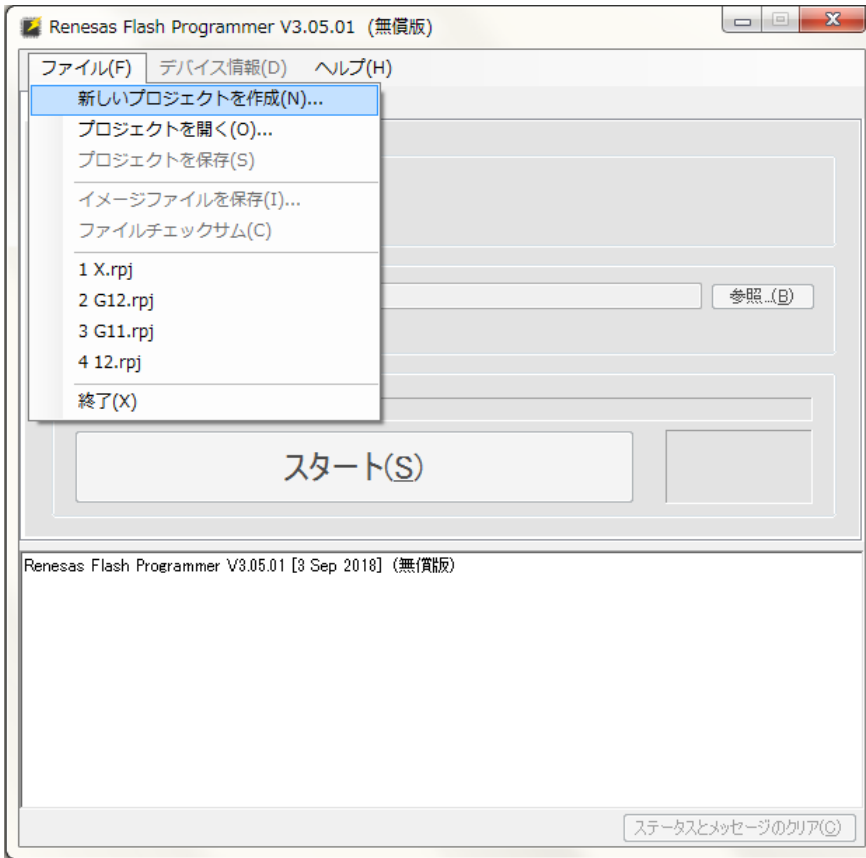 Renesas Flash Programmer V3.05.01 (無償版)
ファイル(F) デバイス情報(D) ヘルプ(H)
新しいプロジェクトを作成(N)...
プロジェクトを開く(O)...
プロジェクトを保存(S)
イメージファイルを保存(I)...
ファイルチェックサム(C)
1 X.rpj
2 G12.rpj
参照...(B)
3 G11.rpj
4 12.rpj
終了(X)
スタート(S)
Renesas Flash Programmer V3.05.01 [3 Sep 2018] (無償版)
ステータスとメッセージのクリア(C)